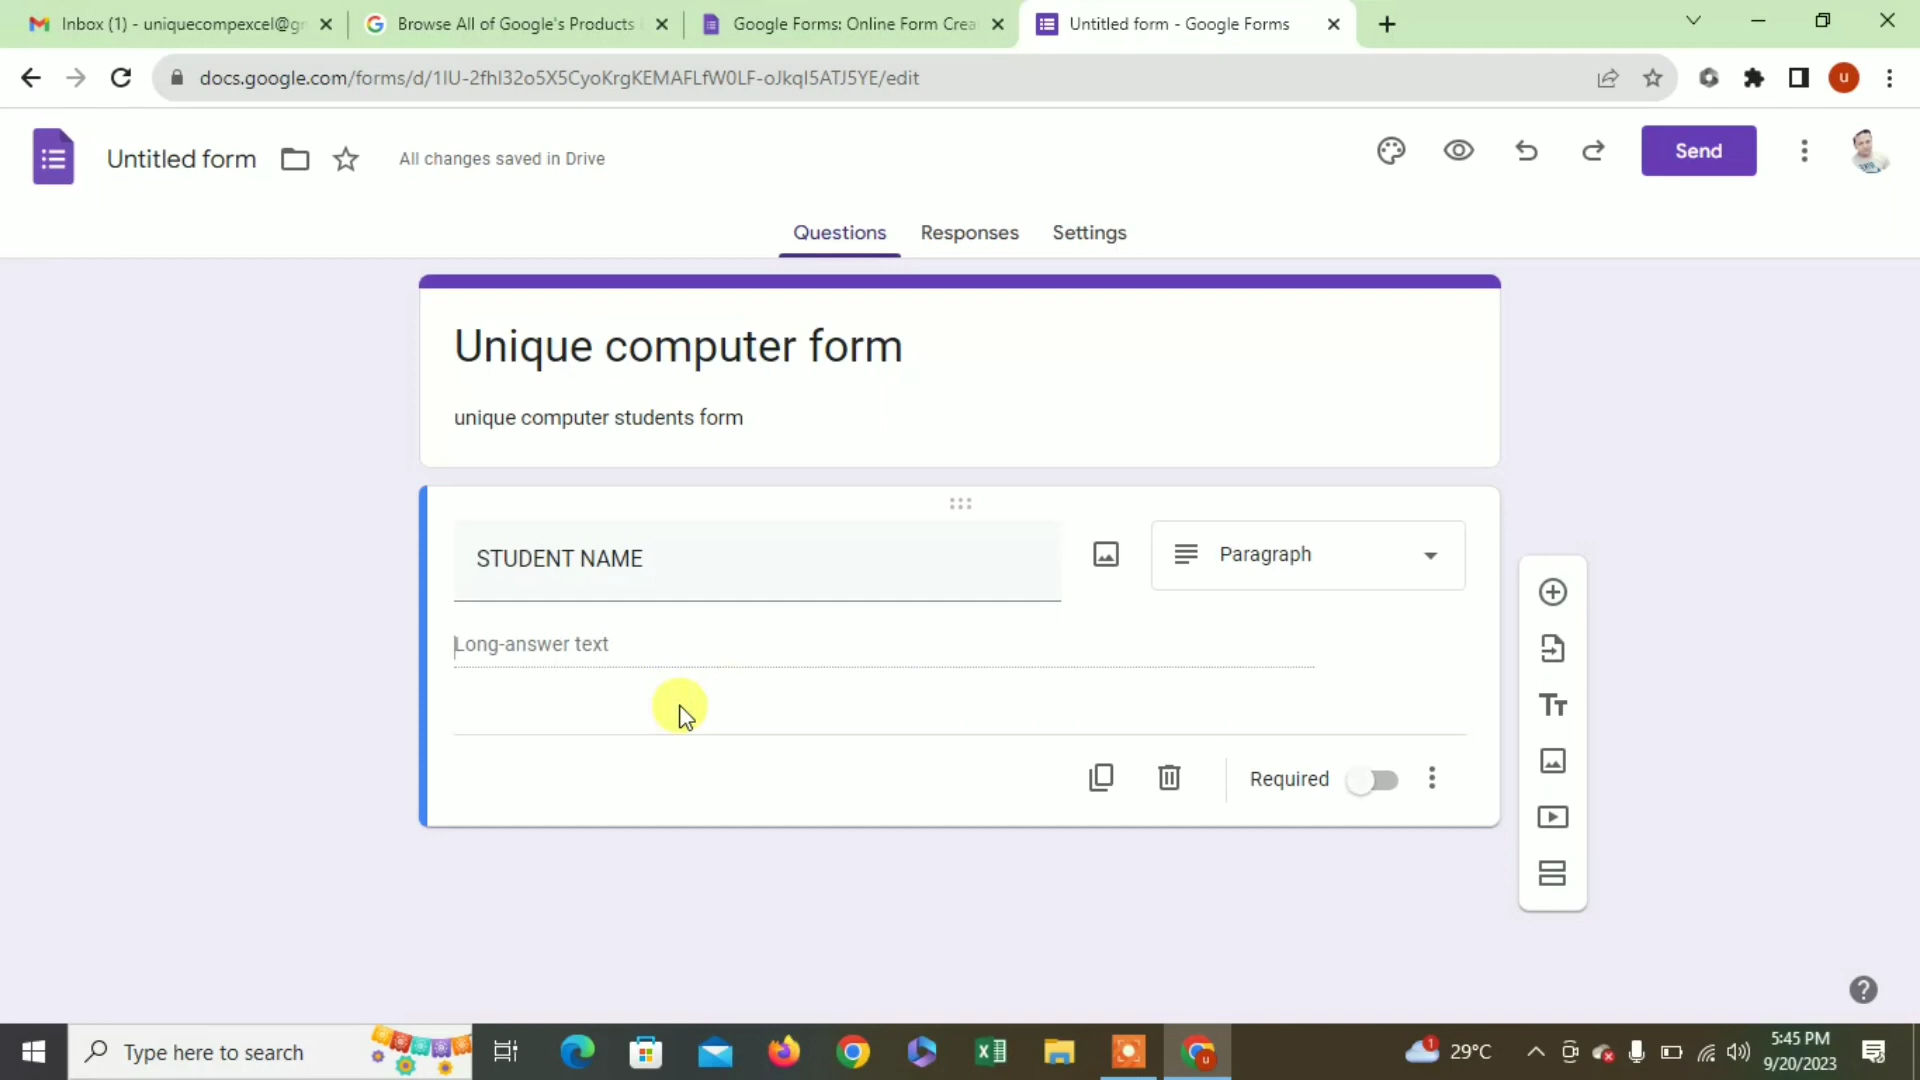 Inbox (1) - uniquecompexcel@gr
Browse All of Google's Products
Google Forms: Online Form Crea
Untitled form - Google Forms
docs.google.com/forms/d/1IU-2fhl32o5X5CyoKrgKEMAFLfW0LF-oJkqI5ATJ5YE/edit
u
Untitled form
All changes saved in Drive
Send
Questions
Responses
Settings
Unique computer form
unique computer students form
STUDENT NAME
Paragraph
Long-answer text
Required
Type here to search
29°C
5:45 PM
9/20/2023